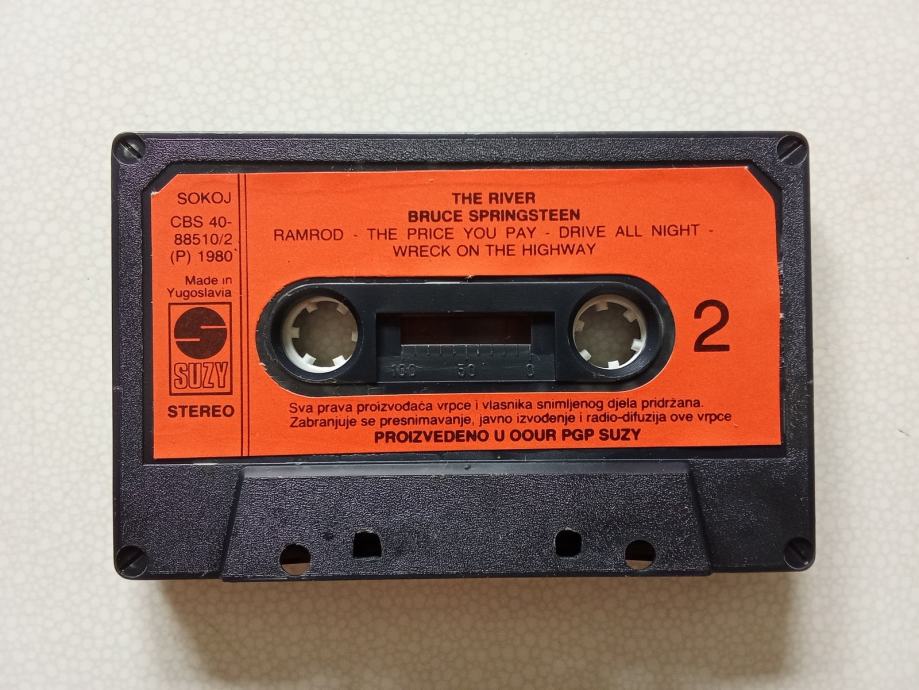 SOKOJ
CBS 40-
88510/2
(P) 1980
Made in
Yugoslavia
SUZY
STEREO
THE RIVER
BRUCE SPRINGSTEEN
RAMROD - THE PRICE YOU PAY - DRIVE ALL NIGHT -
WRECK ON THE HIGHWAY
2
100 50 0
Sva prava proizvođača vrpce i vlasnika snimljenog djela pridržana.
Zabranjuje se presnimavanje, javno izvođenje i radio-difuzija ove vrpce
PROIZVEDENO U OOUR PGP SUZY